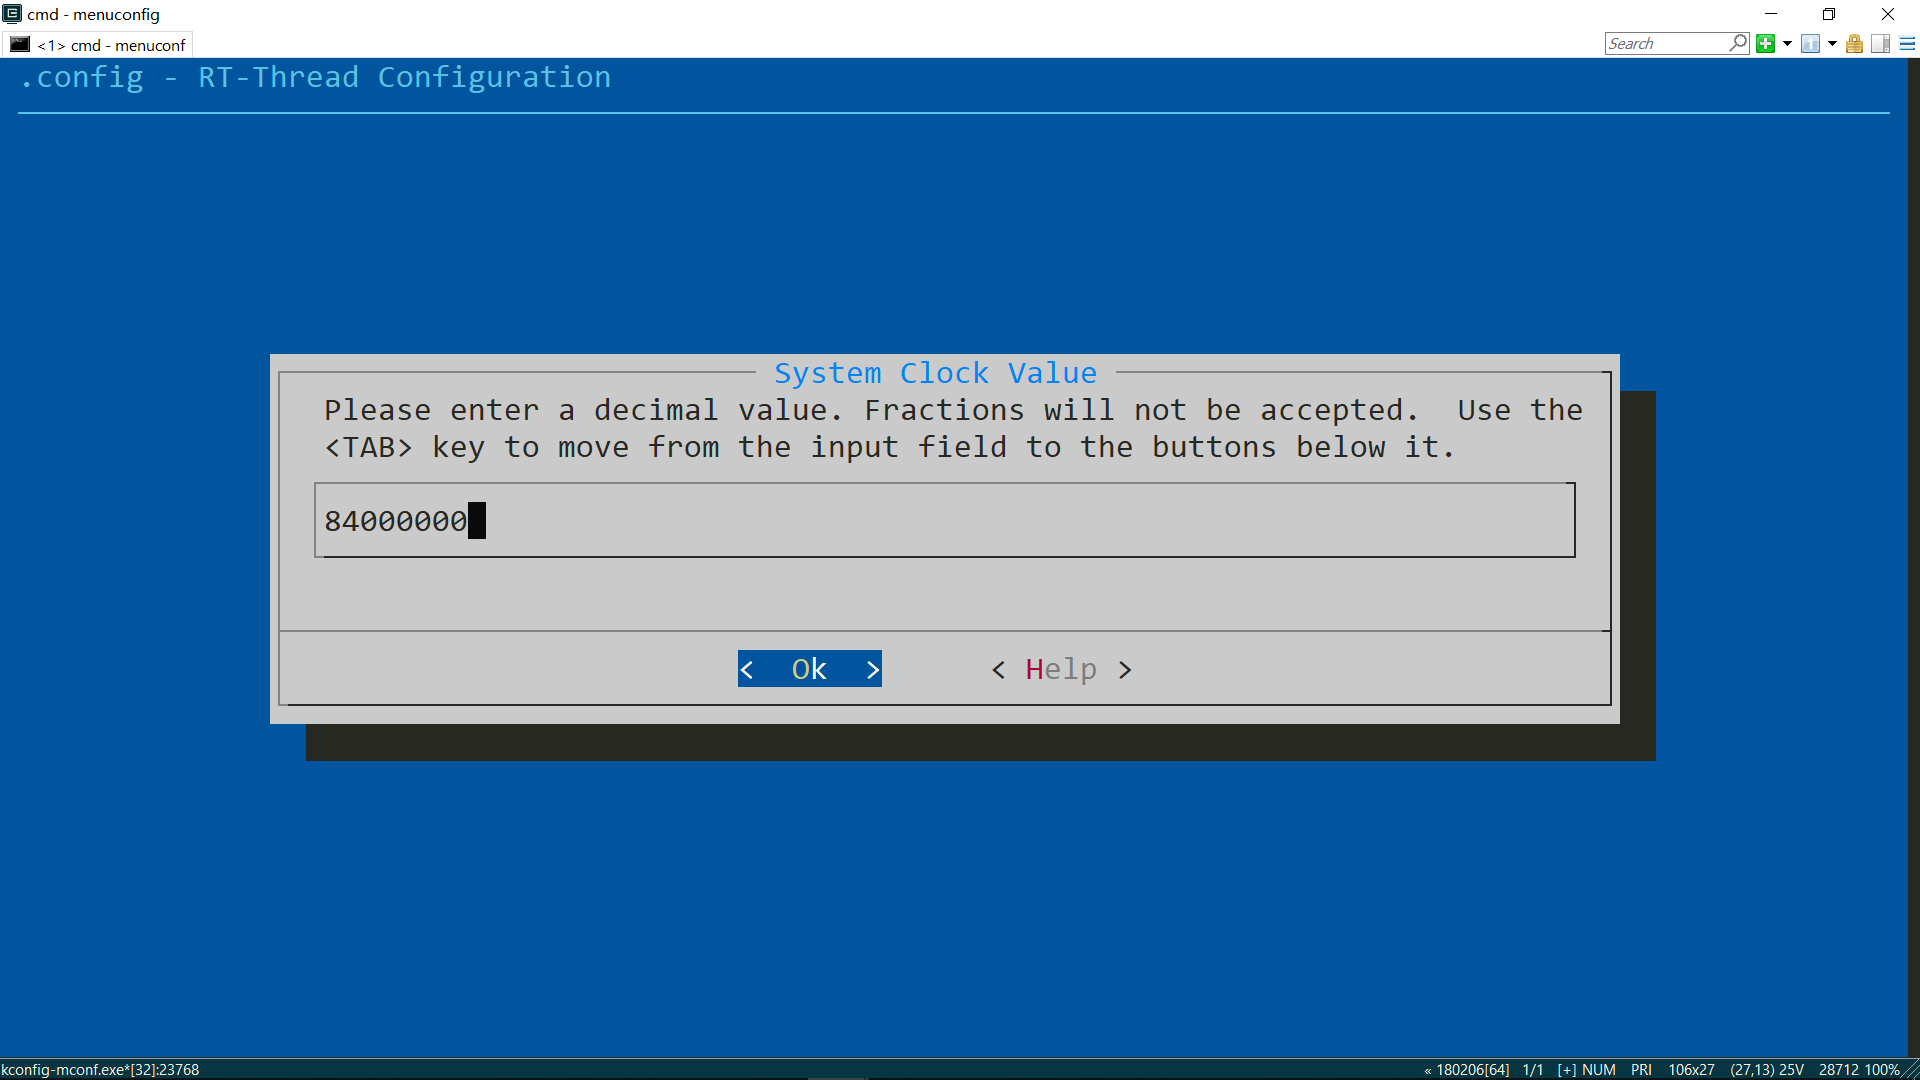 cmd - menuconfig
<1> cmd - menuconf
Search
.config - RT-Thread Configuration
System Clock Value
Please enter a decimal value. Fractions will not be accepted.  Use the
<TAB> key to move from the input field to the buttons below it.
84000000
<  Ok  > < Help >
kconfig-mconf.exe*[32]:23768 « 180206[64] 1/1 [+] NUM PRI 106x27 (27,13) 25V 28712 100%